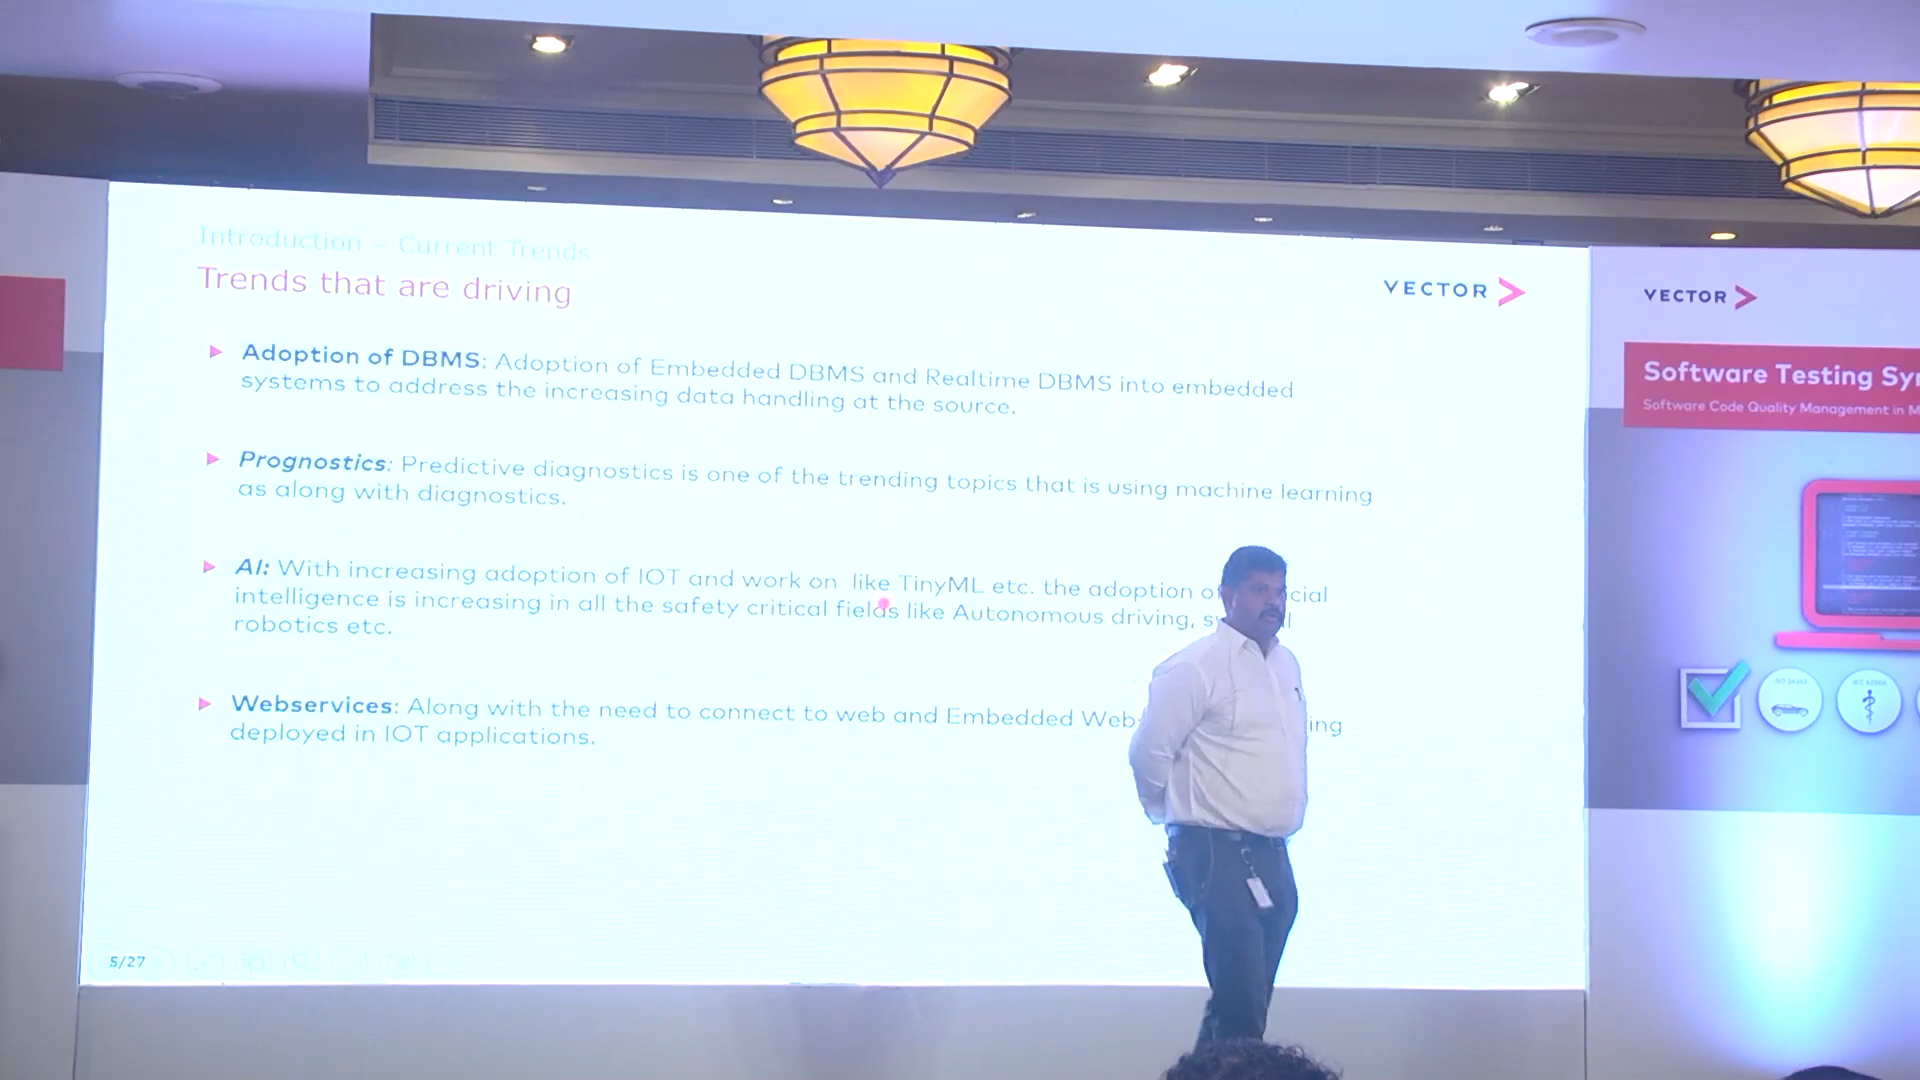 Introduction – Current Trends
Trends that are driving
VECTOR
Adoption of DBMS: Adoption of Embedded DBMS and Realtime DBMS into embedded
systems to address the increasing data handling at the source.
Prognostics: Predictive diagnostics is one of the trending topics that is using machine learning
as along with diagnostics.
AI: With increasing adoption of IOT and work on like TinyML etc. the adoption
intelligence is increasing in all the safety critical fields like Autonomous driving,
robotics etc.
Webservices: Along with the need to connect to web and Embedded
deployed in IOT applications.
5/27
VECTOR
Software Testing
Software Code Quality Management in